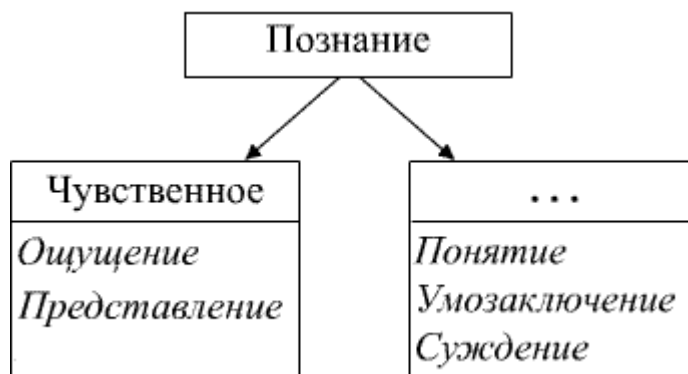 Познание
Чувственное
Ощущение
Представление
...
Понятие
Умозаключение
Суждение